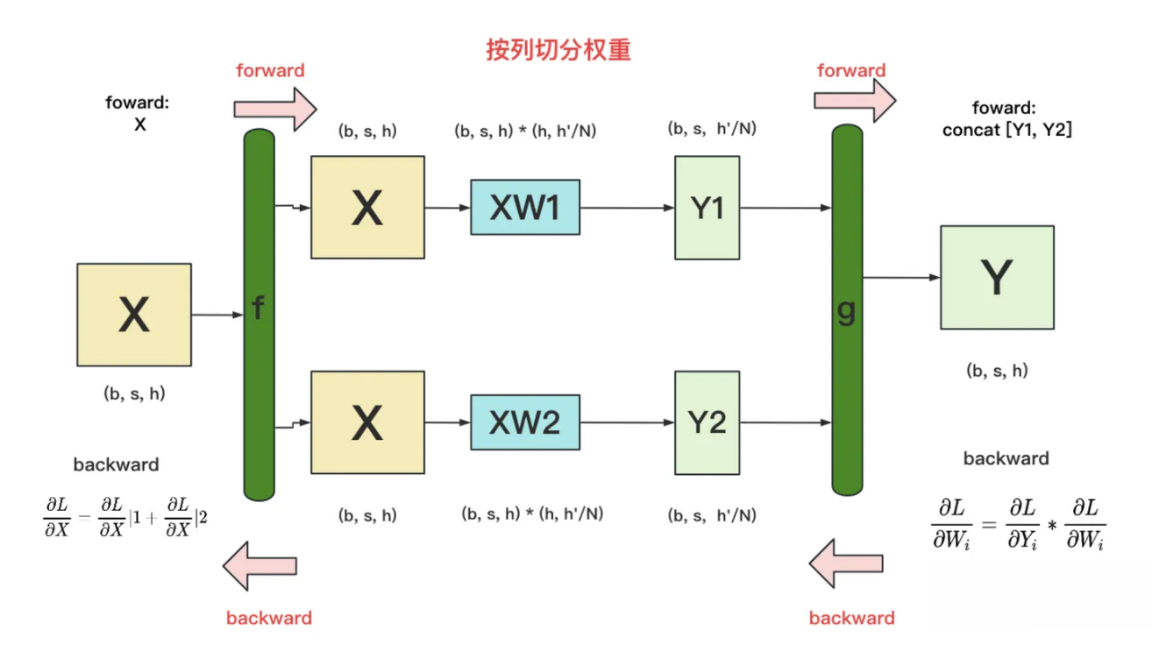 按列切分权重
forward
forward
foward:
X
foward:
concat [Y1, Y2]
(b, s, h)
(b, s, h) * (h, h'/N)
(b, s, h'/N)
X
XW1
Y1
X
f
g
Y
(b, s, h)
(b, s, h)
X
XW2
Y2
backward
backward
∂L/∂X = ∂L/∂X|1 + ∂L/∂X|2
(b, s, h)
(b, s, h) * (h, h'/N)
(b, s, h'/N)
∂L/∂W_i = ∂L/∂Y_i * ∂L/∂W_i
backward
backward